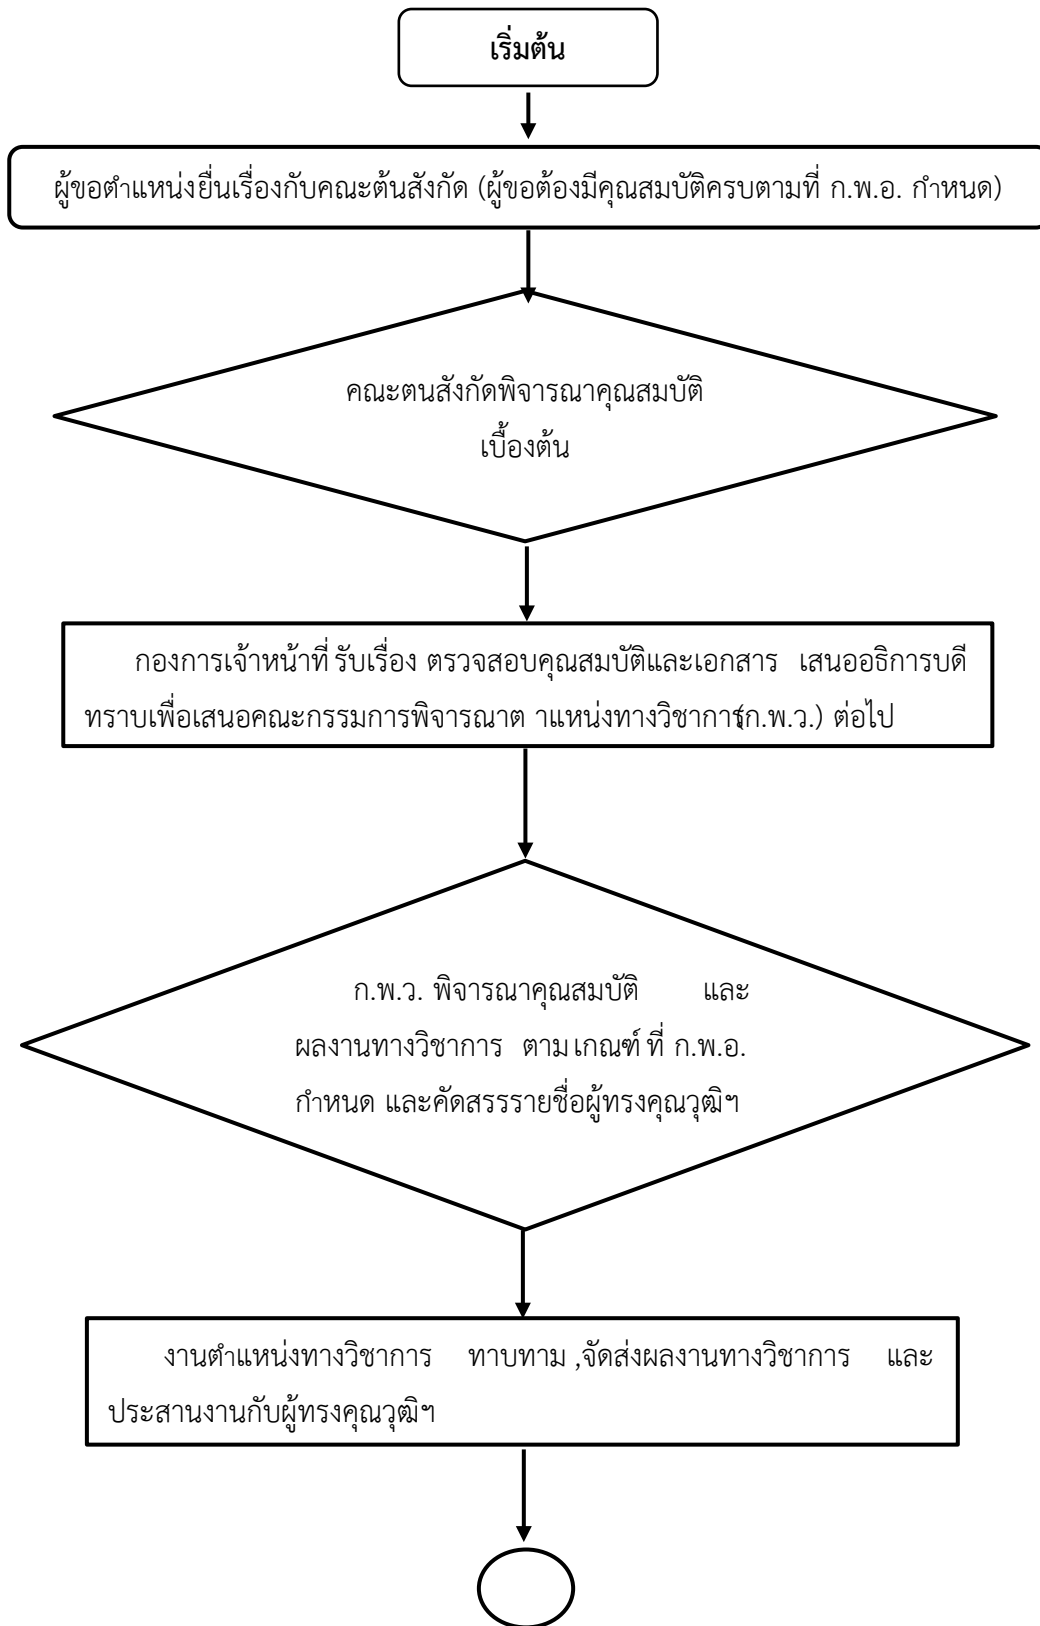 เริ่มต้น
ผู้ขอตำแหน่งยื่นเรื่องกับคณะต้นสังกัด (ผู้ขอต้องมีคุณสมบัติครบตามที่ ก.พ.อ. กำหนด)
คณะตนสังกัดพิจารณาคุณสมบัติ
เบื้องต้น
กองการเจ้าหน้าที่ รับเรื่อง ตรวจสอบคุณสมบัติและเอกสาร เสนออธิการบดี
ทราบเพื่อเสนอคณะกรรมการพิจารณาต าแหน่งทางวิชาการ(ก.พ.ว.) ต่อไป
ก.พ.ว. พิจารณาคุณสมบัติ และ
ผลงานทางวิชาการ ตามเกณฑ์ ที่ ก.พ.อ.
กำหนด และคัดสรรรายชื่อผู้ทรงคุณวุฒิฯ
งานตำแหน่งทางวิชาการ ทาบทาม ,จัดส่งผลงานทางวิชาการ และ
ประสานงานกับผู้ทรงคุณวุฒิฯ